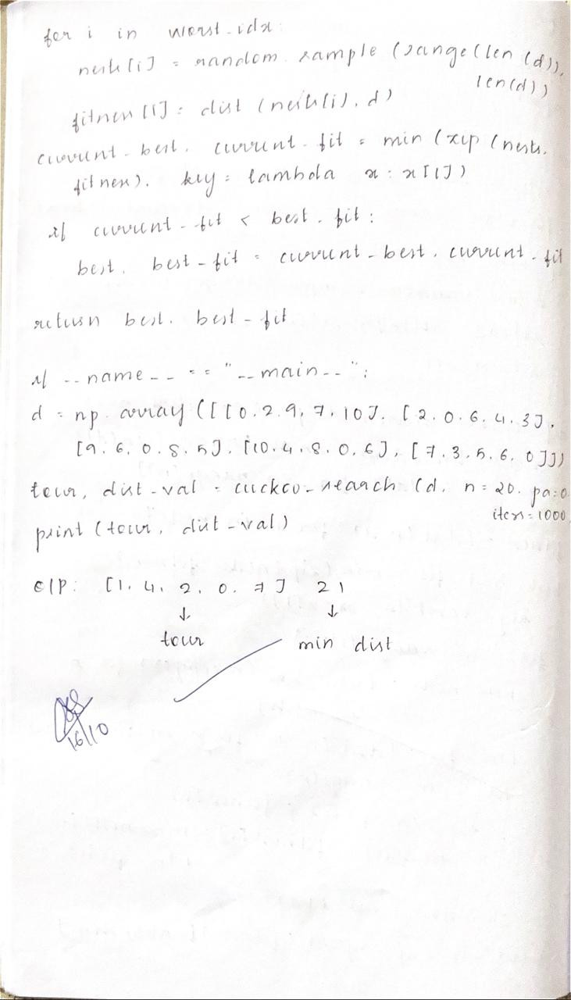 for i in worst_idx:
nests[i] = random.sample (range(len(d)),
len(d))
fitness[i] = dist (nests[i], d)
current_best, current_fit = min (zip (nests,
fitness), key = lambda x : x[1])
if current_fit < best_fit :
best, best_fit = current_best, current_fit
return best, best_fit
if __name__ == "__main__" :
d = np.array ([[0, 2, 9, 7, 10], [2, 0, 6, 4, 3],
[9, 6, 0, 8, 5], [10, 4, 8, 0, 6], [7, 3, 5, 6, 0]])
tour, dist_val = cuckoo_search (d, n = 20, pa=0
iters = 1000
print (tour, dist_val)
O/P: [1, 4, 2, 0, 7] 21
↓ ↓
tour min dist
16/10